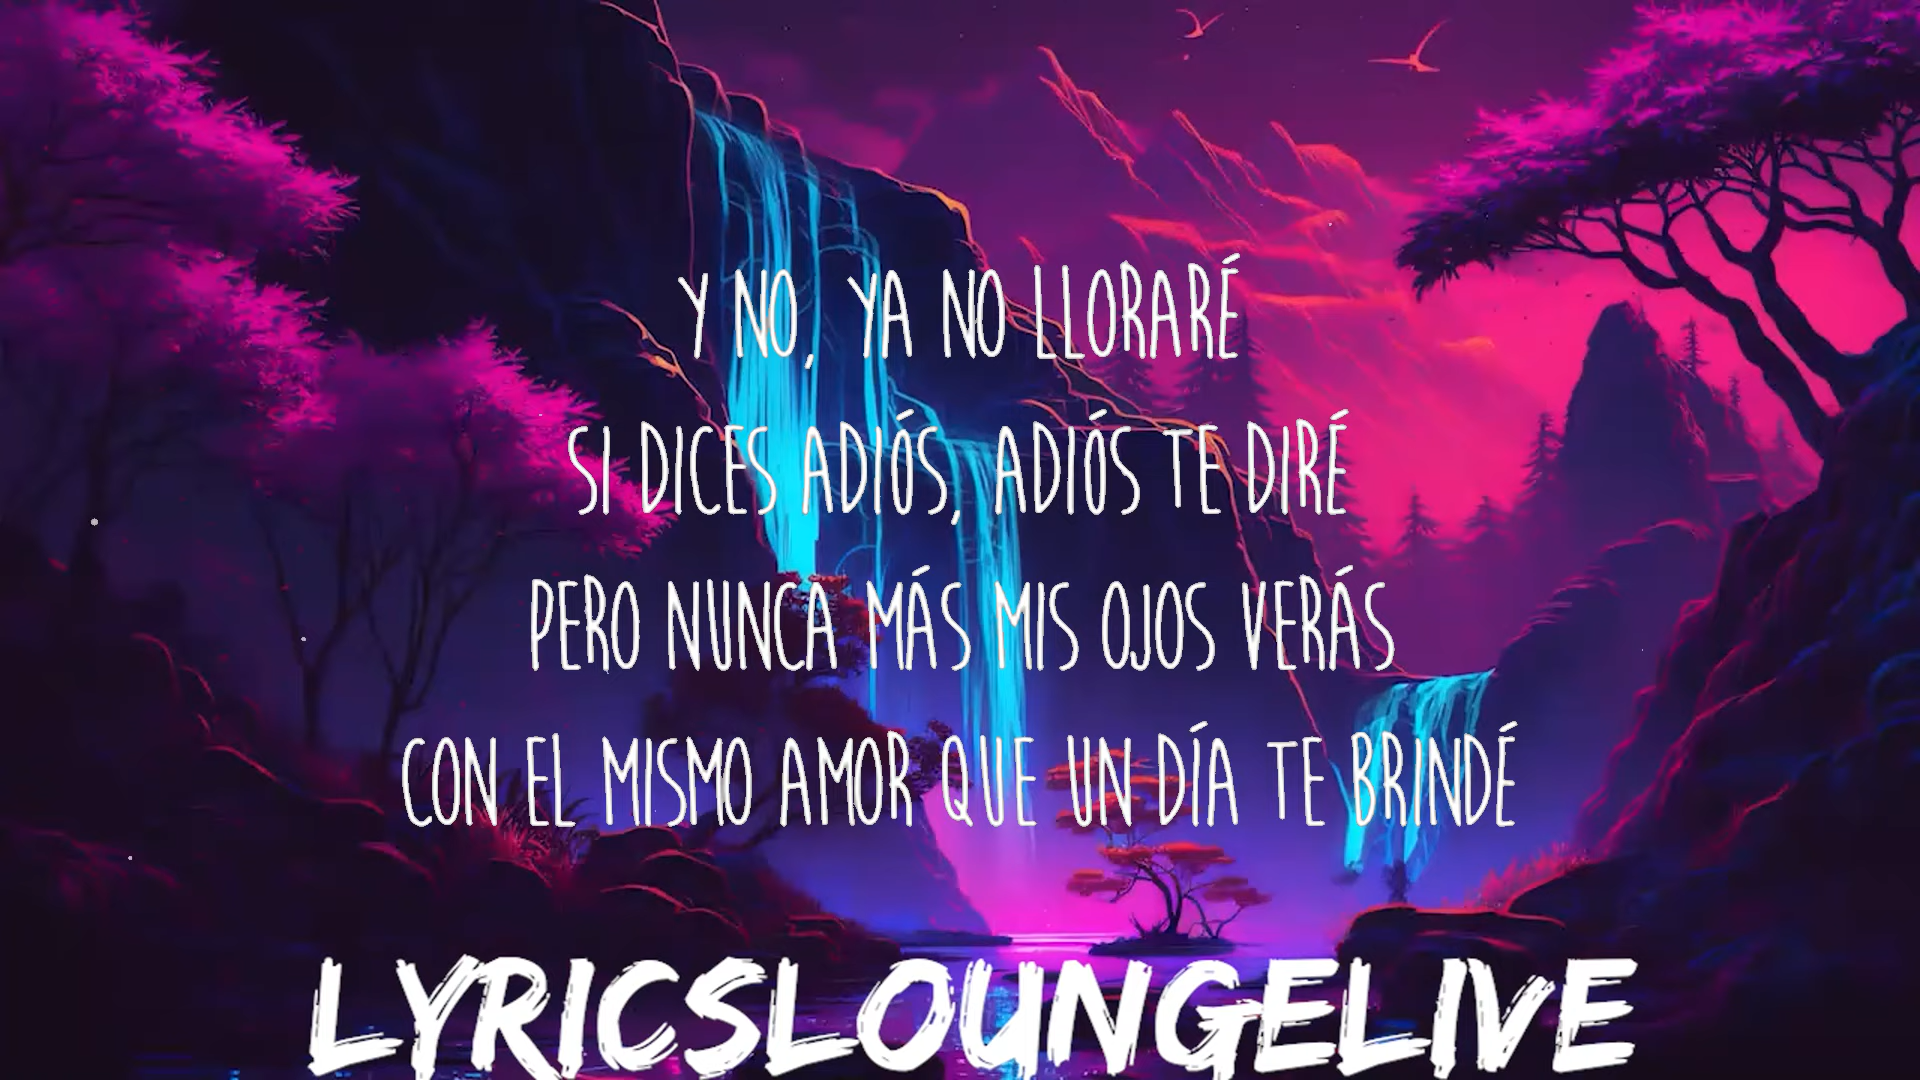 Y NO, YA NO LLORARÉ
SI DICES ADIÓS, ADIÓS TE DIRÉ
PERO NUNCA MÁS MIS OJOS VERÁS
CON EL MISMO AMOR QUE UN DÍA TE BRINDÉ
LYRICSLOUNGELIVE